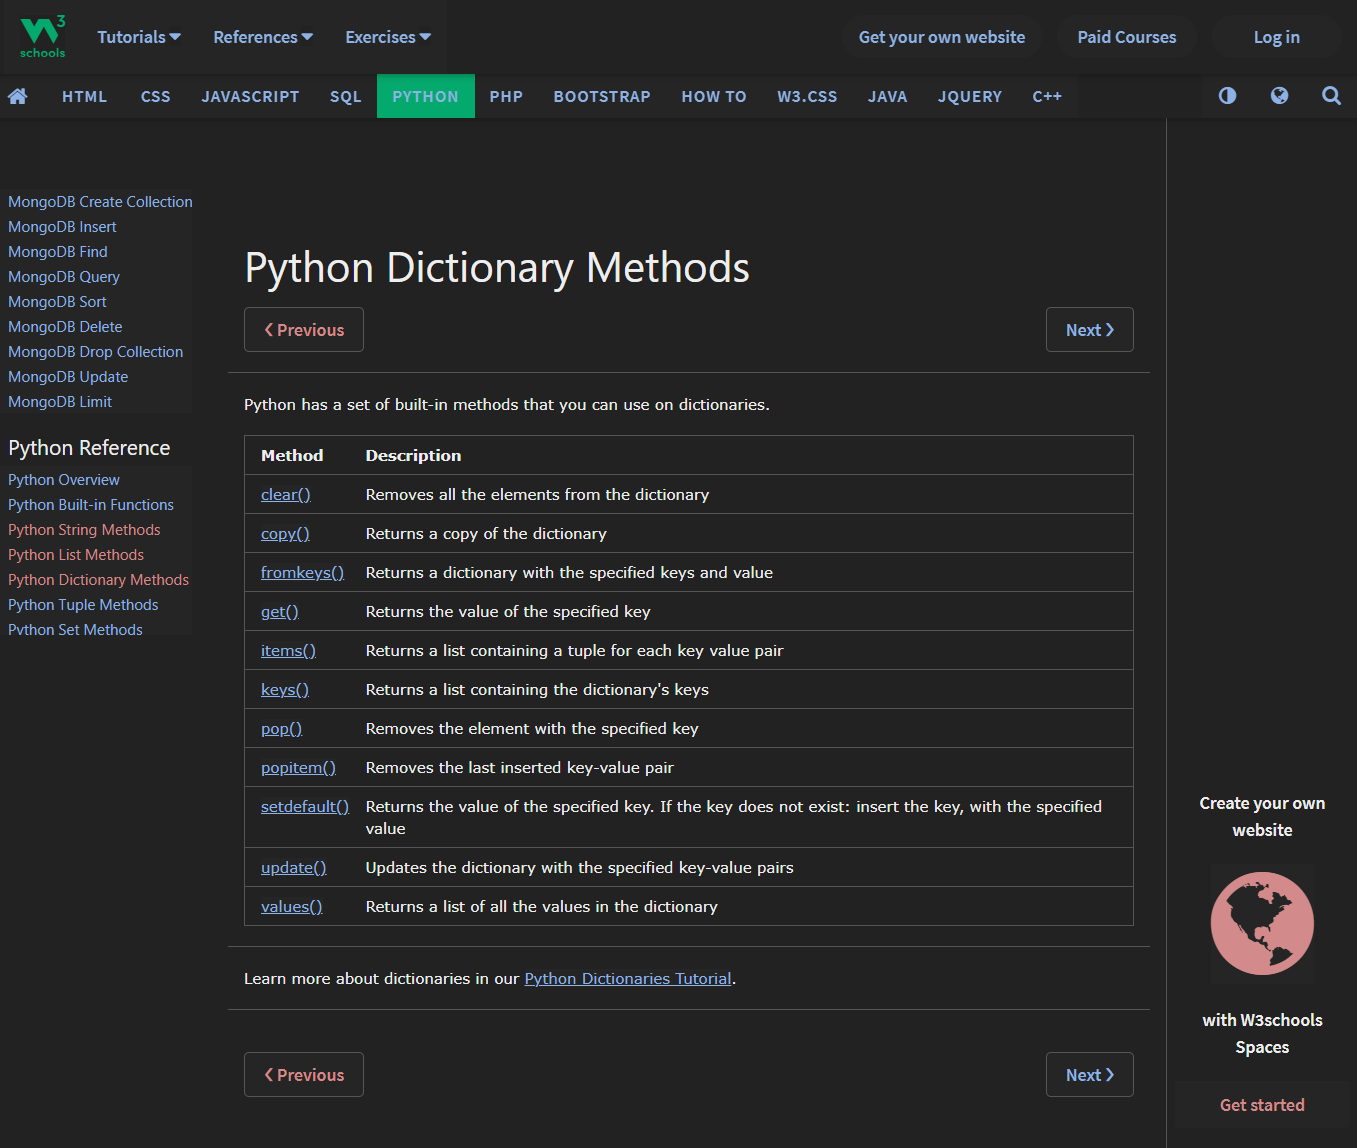 W3
schools
Tutorials
References
Exercises
Get your own website
Paid Courses
Log in
HTML
CSS
JAVASCRIPT
SQL
PYTHON
PHP
BOOTSTRAP
HOW TO
W3.CSS
JAVA
JQUERY
C++
MongoDB Create Collection
MongoDB Insert
MongoDB Find
MongoDB Query
MongoDB Sort
MongoDB Delete
MongoDB Drop Collection
MongoDB Update
MongoDB Limit
Python Reference
Python Overview
Python Built-in Functions
Python String Methods
Python List Methods
Python Dictionary Methods
Python Tuple Methods
Python Set Methods
Python Dictionary Methods
❮ Previous
Next ❯
Python has a set of built-in methods that you can use on dictionaries.
Method Description
clear() Removes all the elements from the dictionary
copy() Returns a copy of the dictionary
fromkeys() Returns a dictionary with the specified keys and value
get() Returns the value of the specified key
items() Returns a list containing a tuple for each key value pair
keys() Returns a list containing the dictionary's keys
pop() Removes the element with the specified key
popitem() Removes the last inserted key-value pair
setdefault() Returns the value of the specified key. If the key does not exist: insert the key, with the specified
value
update() Updates the dictionary with the specified key-value pairs
values() Returns a list of all the values in the dictionary
Learn more about dictionaries in our Python Dictionaries Tutorial.
❮ Previous
Next ❯
Create your own
website
with W3schools
Spaces
Get started